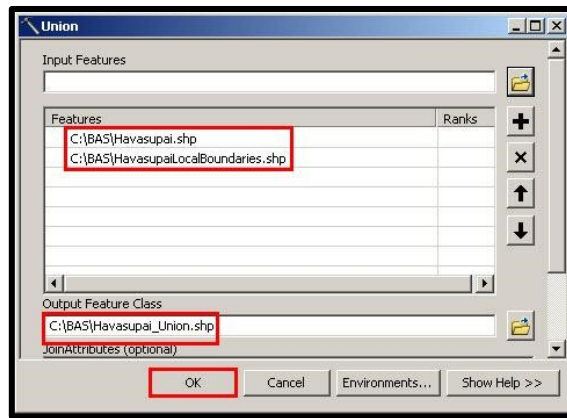 Union
Input Features
Features Ranks
C:\BAS\Havasupai.shp
C:\BAS\HavasupaiLocalBoundaries.shp
Output Feature Class
C:\BAS\Havasupai_Union.shp
JoinAttributes (optional)
OK Cancel Environments... Show Help >>